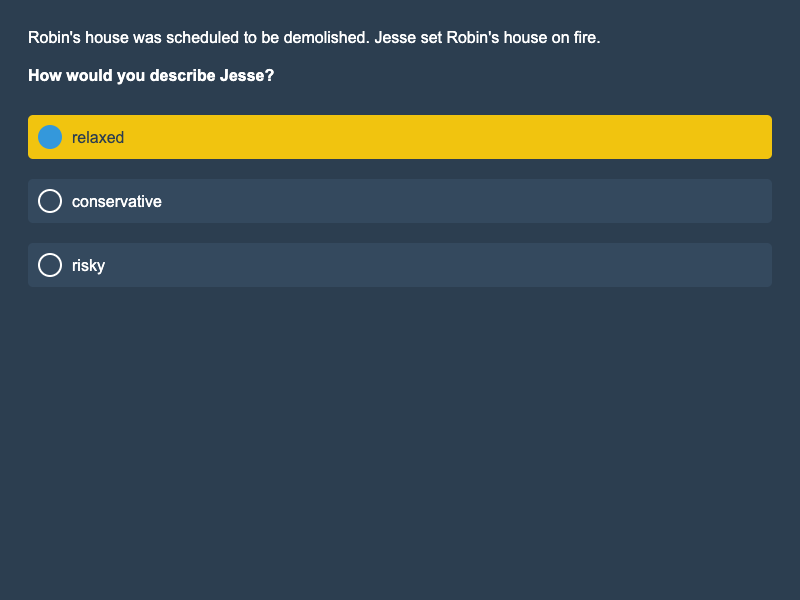 Robin's house was scheduled to be demolished. Jesse set Robin's house on fire.
How would you describe Jesse?
relaxed
conservative
risky